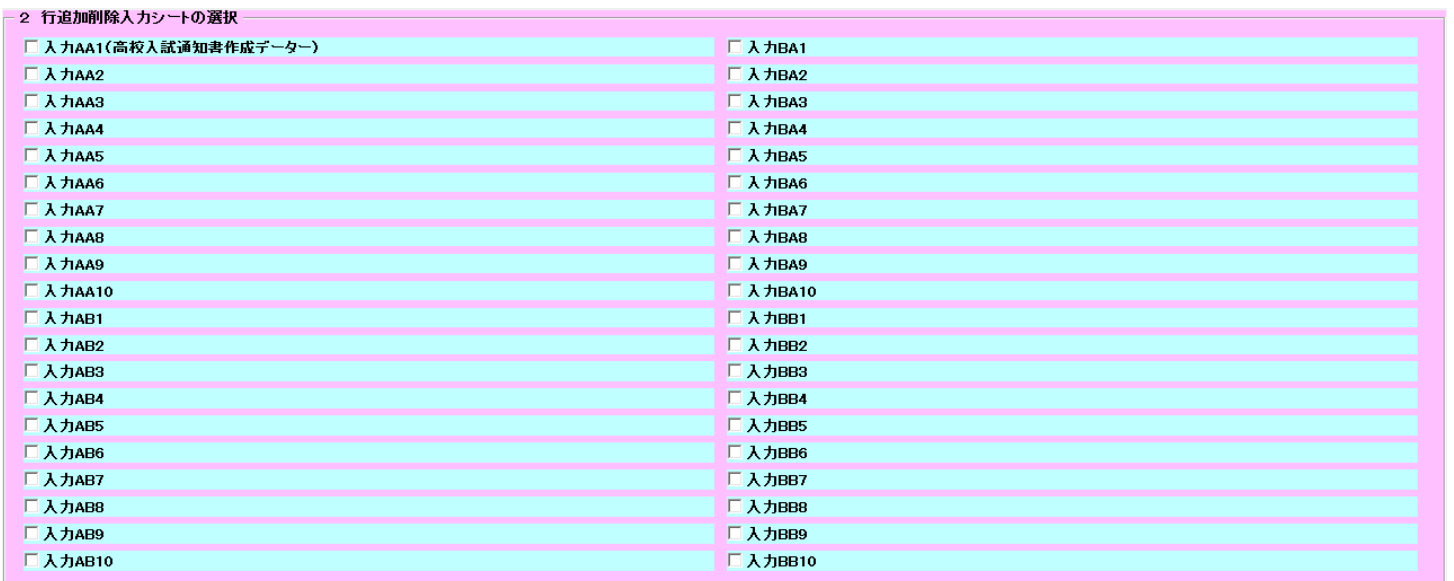 ２ 行追加削除入力シートの選択
入力AA1(高校入試通知書作成データー)
入力AA2
入力AA3
入力AA4
入力AA5
入力AA6
入力AA7
入力AA8
入力AA9
入力AA10
入力AB1
入力AB2
入力AB3
入力AB4
入力AB5
入力AB6
入力AB7
入力AB8
入力AB9
入力AB10
入力BA1
入力BA2
入力BA3
入力BA4
入力BA5
入力BA6
入力BA7
入力BA8
入力BA9
入力BA10
入力BB1
入力BB2
入力BB3
入力BB4
入力BB5
入力BB6
入力BB7
入力BB8
入力BB9
入力BB10